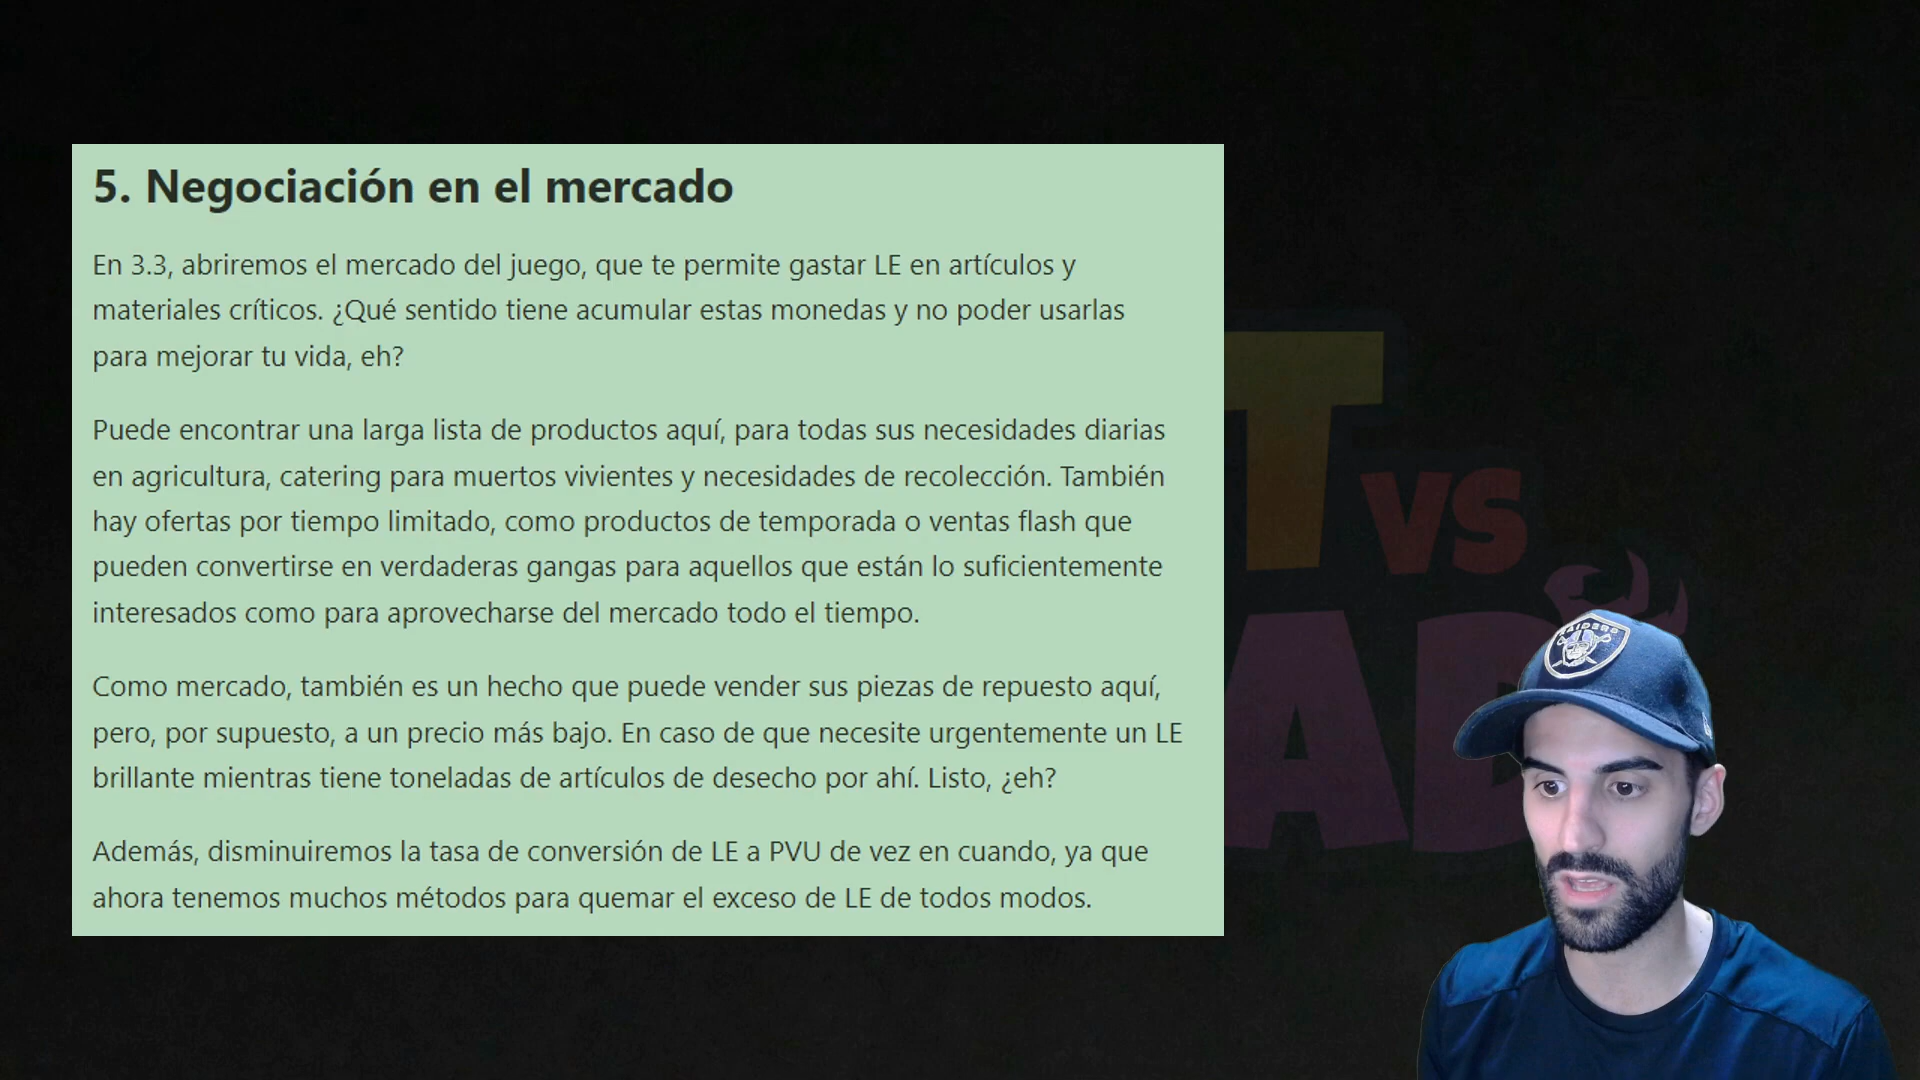 5. Negociación en el mercado
En 3.3, abriremos el mercado del juego, que te permite gastar LE en artículos y
materiales críticos. ¿Qué sentido tiene acumular estas monedas y no poder usarlas
para mejorar tu vida, eh?
Puede encontrar una larga lista de productos aquí, para todas sus necesidades diarias
en agricultura, catering para muertos vivientes y necesidades de recolección. También
hay ofertas por tiempo limitado, como productos de temporada o ventas flash que
pueden convertirse en verdaderas gangas para aquellos que están lo suficientemente
interesados como para aprovecharse del mercado todo el tiempo.
Como mercado, también es un hecho que puede vender sus piezas de repuesto aquí,
pero, por supuesto, a un precio más bajo. En caso de que necesite urgentemente un LE
brillante mientras tiene toneladas de artículos de desecho por ahí. Listo, ¿eh?
Además, disminuiremos la tasa de conversión de LE a PVU de vez en cuando, ya que
ahora tenemos muchos métodos para quemar el exceso de LE de todos modos.
T
VS
AD
RAIDERS